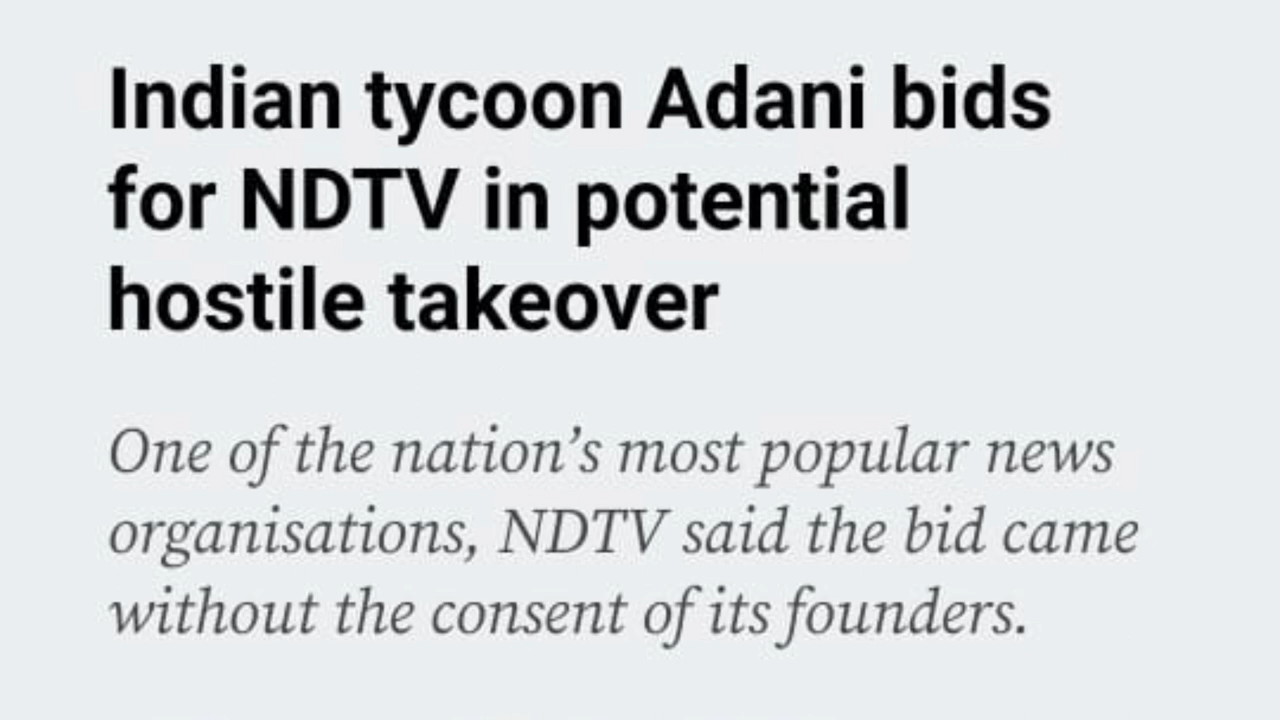 Indian tycoon Adani bids
for NDTV in potential
hostile takeover
One of the nation’s most popular news
organisations, NDTV said the bid came
without the consent of its founders.